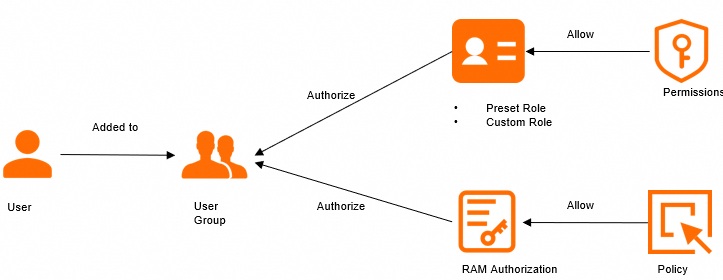 Allow
Permissions
Authorize
• Preset Role
• Custom Role
Added to
User
User
Group
Authorize
Allow
RAM Authorization
Policy